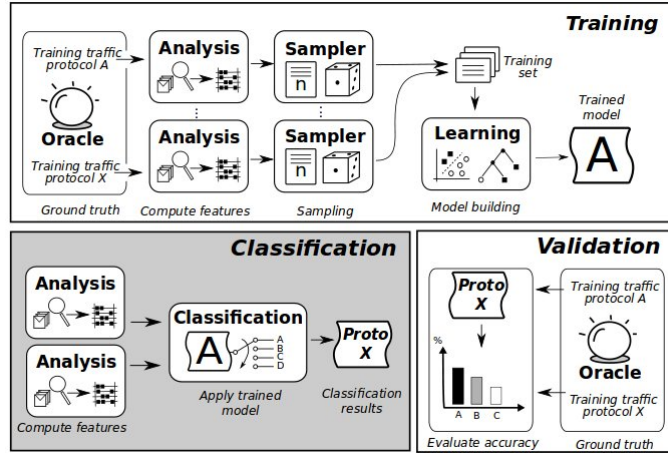 Training
Training traffic
protocol A
Oracle
Training traffic
protocol X
Ground truth
Analysis
Analysis
Compute features
Sampler
n
Sampler
n
Sampling
Training
set
Learning
Model building
Trained
model
A
Classification
Analysis
Analysis
Compute features
Classification
A
A
B
C
D
Apply trained
model
Proto
X
Classification
results
Validation
Proto
X
%
A B C
Evaluate accuracy
Training traffic
protocol A
Oracle
Training traffic
protocol X
Ground truth